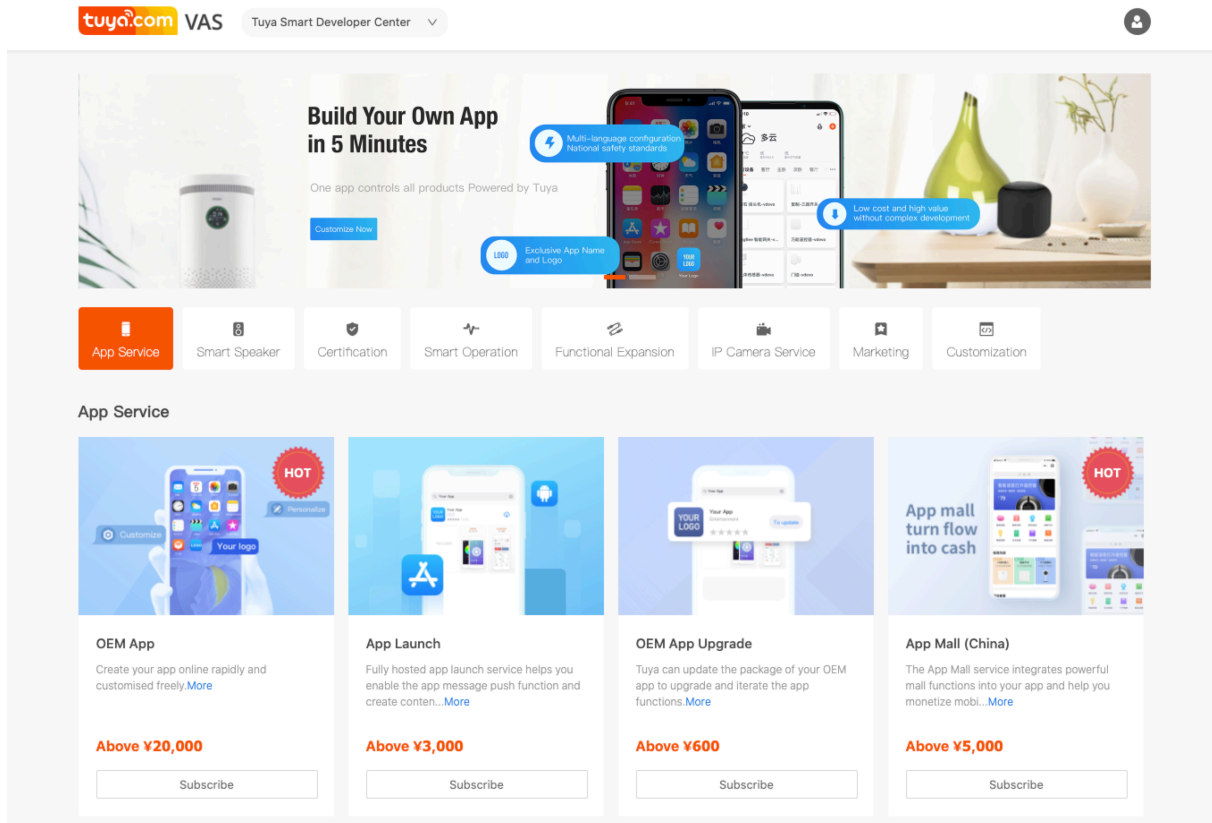 tuya.com VAS
Tuya Smart Developer Center
Build Your Own App
in 5 Minutes
One app controls all products Powered by Tuya
Customize Now
Multi-language configuration
National safety standards
多云
Low cost and high value
without complex development
LOGO
Exclusive App Name
and Logo
YOUR
LOGO
App Service
Smart Speaker
Certification
Smart Operation
Functional Expansion
IP Camera Service
Marketing
Customization
App Service
HOT
Personalize
Customize
Your logo
YOUR
LOGO
Your App
To update
App mall
turn flow
into cash
HOT
OEM App
Create your app online rapidly and
customised freely.More
Above ¥20,000
Subscribe
App Launch
Fully hosted app launch service helps you
enable the app message push function and
create conten...More
Above ¥3,000
Subscribe
OEM App Upgrade
Tuya can update the package of your OEM
app to upgrade and iterate the app
functions.More
Above ¥600
Subscribe
App Mall (China)
The App Mall service integrates powerful
mall functions into your app and help you
monetize mobi...More
Above ¥5,000
Subscribe